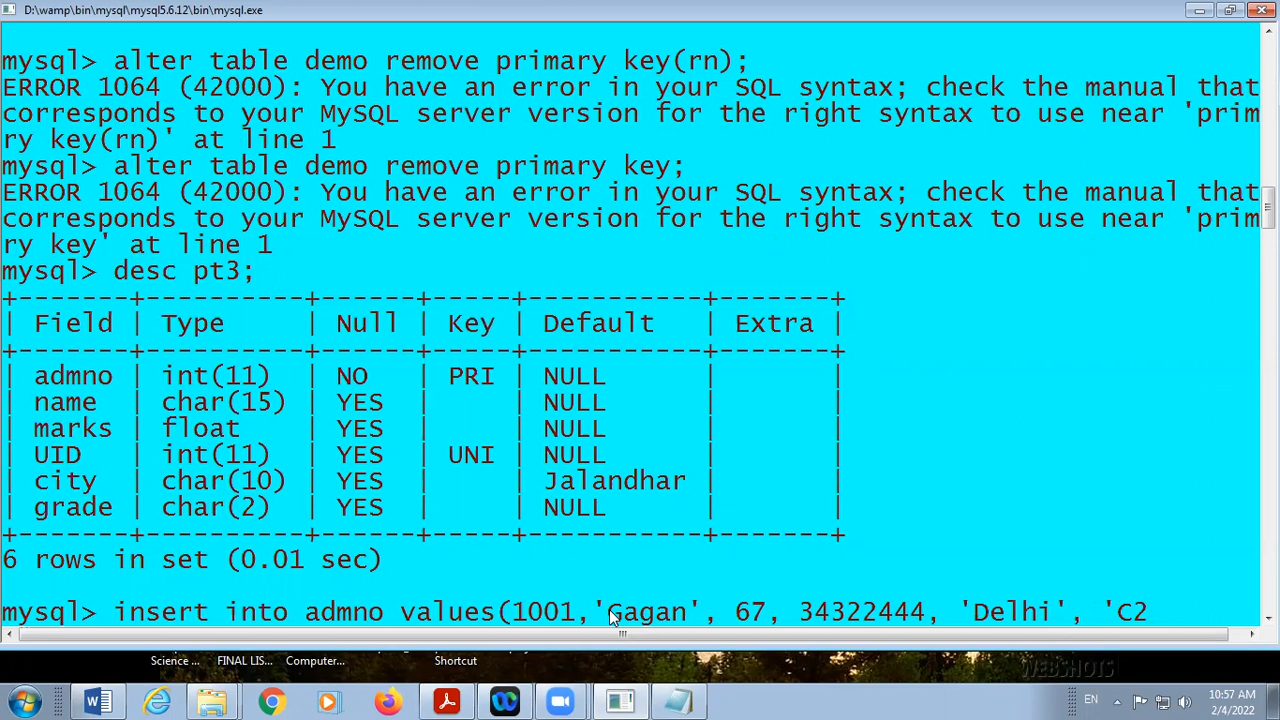 D:\wamp\bin\mysql\mysql5.6.12\bin\mysql.exe
mysql> alter table demo remove primary key(rn);
ERROR 1064 (42000): You have an error in your SQL syntax; check the manual that
corresponds to your MySQL server version for the right syntax to use near 'prim
ry key(rn)' at line 1
mysql> alter table demo remove primary key;
ERROR 1064 (42000): You have an error in your SQL syntax; check the manual that
corresponds to your MySQL server version for the right syntax to use near 'prim
ry key' at line 1
mysql> desc pt3;
+-------+----------+------+-----+-----------+-------+
| Field | Type     | Null | Key | Default   | Extra |
+-------+----------+------+-----+-----------+-------+
| admno | int(11)  | NO   | PRI | NULL      |       |
| name  | char(15) | YES  |     | NULL      |       |
| marks | float    | YES  |     | NULL      |       |
| UID   | int(11)  | YES  | UNI | NULL      |       |
| city  | char(10) | YES  |     | Jalandhar |       |
| grade | char(2)  | YES  |     | NULL      |       |
+-------+----------+------+-----+-----------+-------+
6 rows in set (0.01 sec)
mysql> insert into admno values(1001,'Gagan', 67, 34322444, 'Delhi', 'C2
Science ... FINAL LIS... Computer... Shortcut WEBSHOTS
EN 10:57 AM
2/4/2022